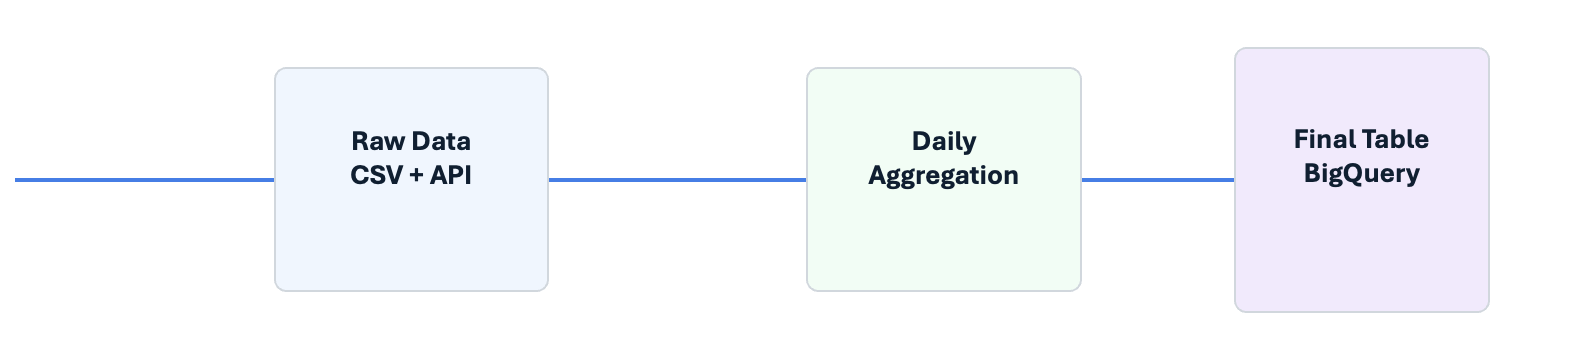 Raw Data
CSV + API
Daily
Aggregation
Final Table
BigQuery